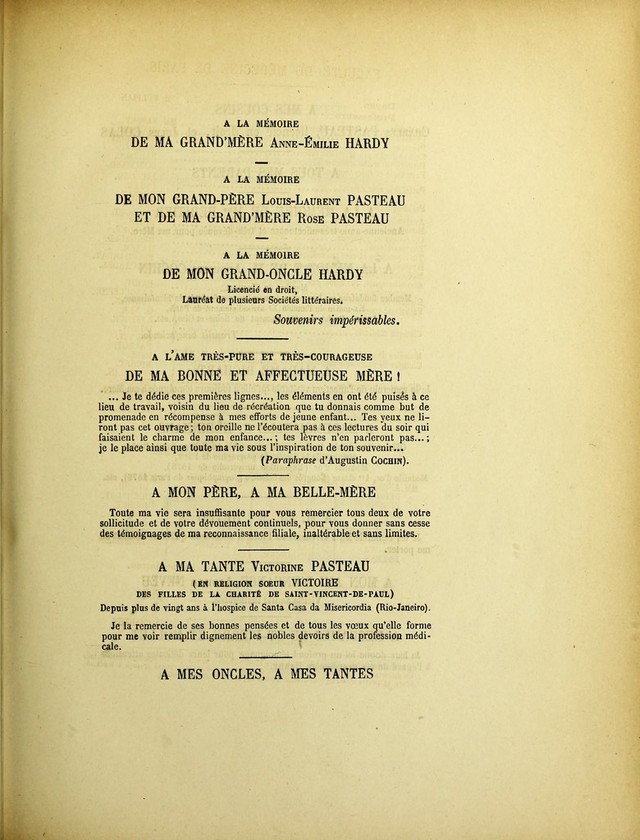 A LA MÉMOIRE
DE MA GRAND'MÈRE ANNE-ÉMILIE HARDY
A LA MÉMOIRE
DE MON GRAND-PÈRE LOUIS-LAURENT PASTEAU
ET DE MA GRAND'MÈRE ROSE PASTEAU
A LA MÉMOIRE
DE MON GRAND-ONCLE HARDY
Licencié en droit,
Lauréat de plusieurs Sociétés littéraires.
Souvenirs impérissables.
A L'AME TRÈS-PURE ET TRÈS-COURAGEUSE
DE MA BONNE ET AFFECTUEUSE MÈRE !
... Je te dédie ces premières lignes..., les éléments en ont été puisés à ce
lieu de travail, voisin du lieu de récréation que tu donnais comme but de
promenade en récompense à mes efforts de jeune enfant... Tes yeux ne li-
ront pas cet ouvrage ; ton oreille ne l'écoutera pas à ces lectures du soir qui
faisaient le charme de mon enfance... ; tes lèvres n'en parleront pas... ;
je le place ainsi que toute ma vie sous l'inspiration de ton souvenir...
(Paraphrase d'Augustin COCHIN).
A MON PÈRE, A MA BELLE-MÈRE
Toute ma vie sera insuffisante pour vous remercier tous deux de votre
sollicitude et de votre dévouement continuels, pour vous donner sans cesse
des témoignages de ma reconnaissance filiale, inaltérable et sans limites.
A MA TANTE VICTORINE PASTEAU
(EN RELIGION SŒUR VICTOIRE
DES FILLES DE LA CHARITÉ DE SAINT-VINCENT-DE-PAUL)
Depuis plus de vingt ans à l'hospice de Santa Casa da Misericordia (Rio-Janeiro).
Je la remercie de ses bonnes pensées et de tous les vœux qu'elle forme
pour me voir remplir dignement les nobles devoirs de la profession médi-
cale.
A MES ONCLES, A MES TANTES